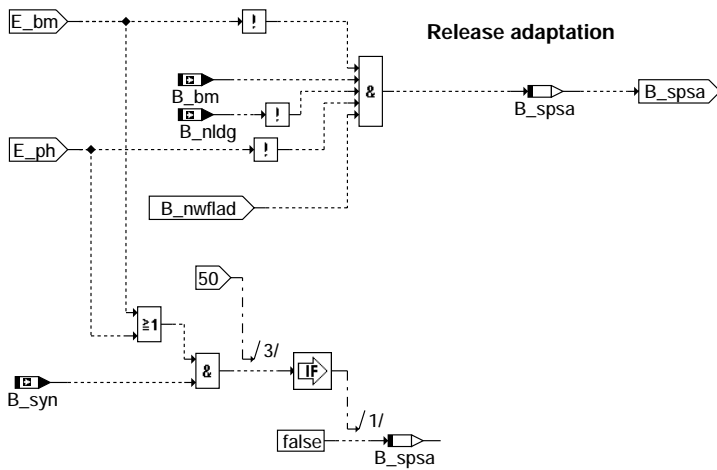 E_bm
!
Release adaptation
B_bm
&
B_spsa
B_spsa
!
B_nldg
E_ph
!
B_nwflad
50
≧1
/3/
&
IF
B_syn
/1/
false
B_spsa